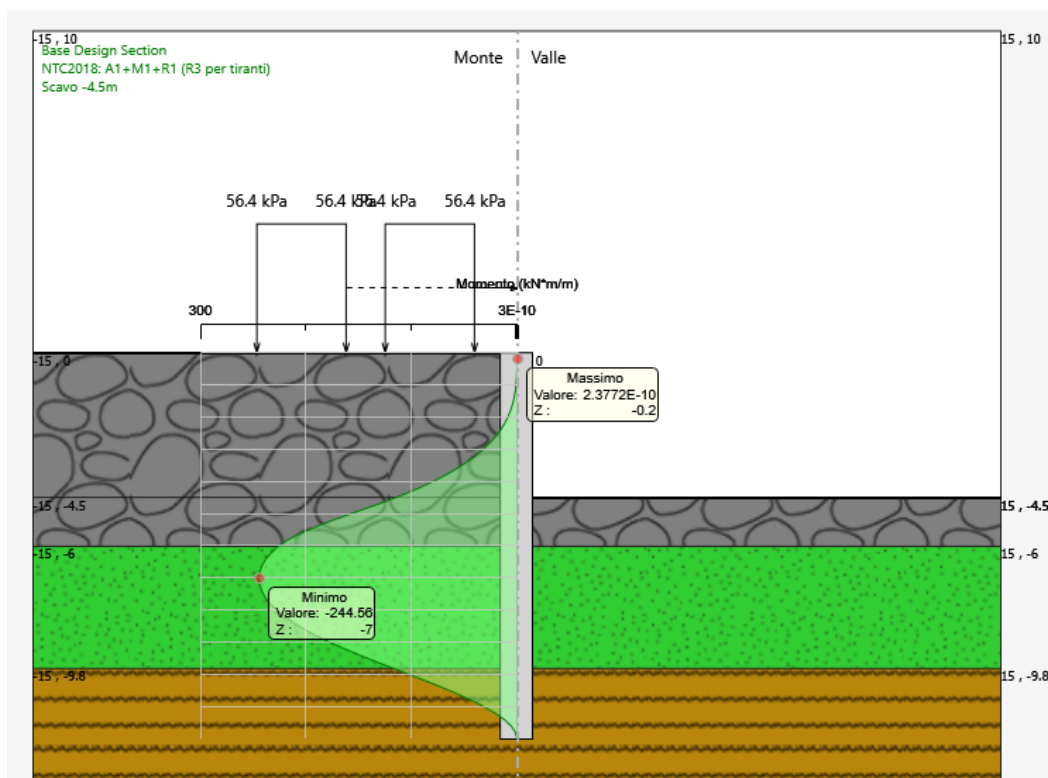 -15 , 10
15 , 10
Base Design Section
NTC2018: A1+M1+R1 (R3 per tiranti)
Scavo -4.5m
Monte
Valle
56.4 kPa
56.4 kPa
56.4 kPa
56.4 kPa
Momento (kN*m/m)
300
3E-10
-15 , 0
0
Massimo
Valore: 2.3772E-10
Z : -0.2
-15 , -4.5
15 , -4.5
-15 , -6
15 , -6
Minimo
Valore: -244.56
Z : -7
-15 , -9.8
15 , -9.8